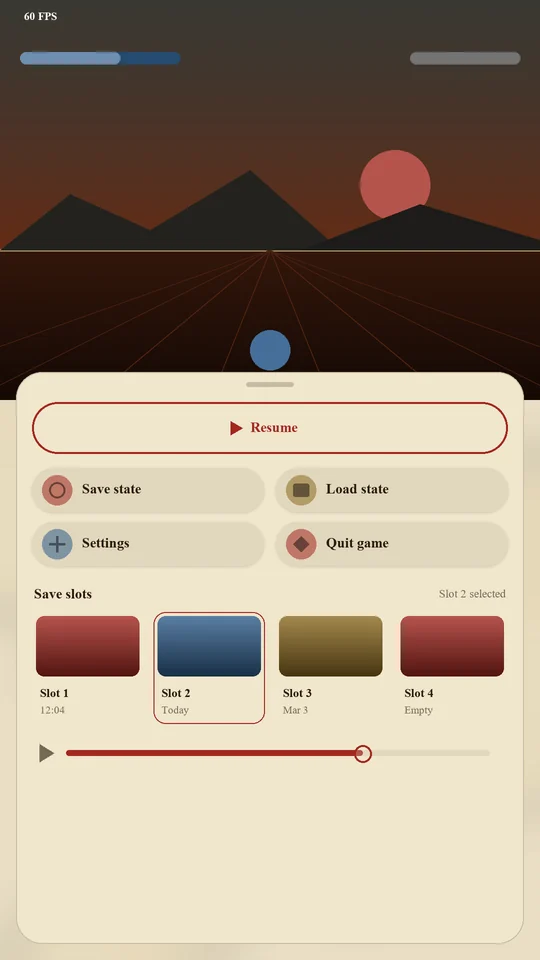 60 FPS
Resume
Save state
Load state
Settings
Quit game
Save slots
Slot 2 selected
Slot 1
12:04
Slot 2
Today
Slot 3
Mar 3
Slot 4
Empty